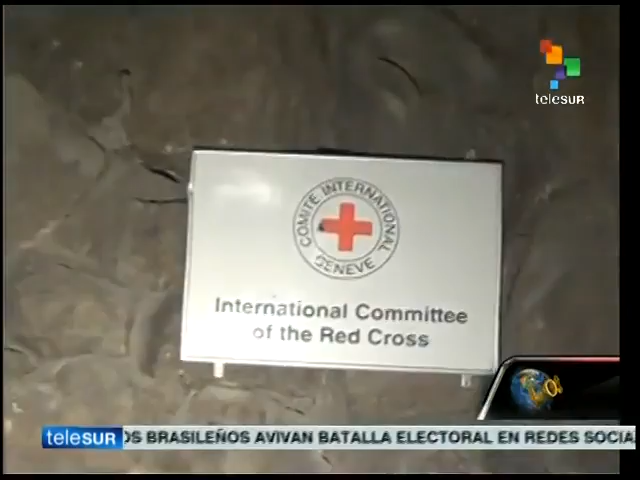 teleSUR
COMITE INTERNATIONAL
GENEVE
International Committee
of the Red Cross
teleSUR OS BRASILEÑOS AVIVAN BATALLA ELECTORAL EN REDES SOCIA